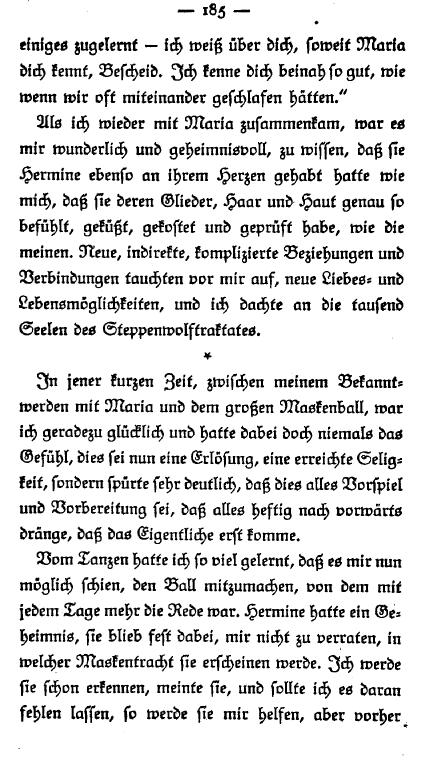 — 185 —
einiges zugelernt — ich weiß über dich, soweit Maria
dich kennt, Bescheid. Ich kenne dich beinah so gut, wie
wenn wir oft miteinander geschlafen hätten.“
Als ich wieder mit Maria zusammenkam, war es
mir wunderlich und geheimnisvoll, zu wissen, daß sie
Hermine ebenso an ihrem Herzen gehabt hatte wie
mich, daß sie deren Glieder, Haar und Haut genau so
befühlt, geküßt, gekostet und geprüft habe, wie die
meinen. Neue, indirekte, komplizierte Beziehungen und
Verbindungen tauchten vor mir auf, neue Liebes- und
Lebensmöglichkeiten, und ich dachte an die tausend
Seelen des Steppenwolftraktates.
*
In jener kurzen Zeit, zwischen meinem Bekannt-
werden mit Maria und dem großen Maskenball, war
ich geradezu glücklich und hatte dabei doch niemals das
Gefühl, dies sei nun eine Erlösung, eine erreichte Selig-
keit, sondern spürte sehr deutlich, daß dies alles Vorspiel
und Vorbereitung sei, daß alles heftig nach vorwärts
dränge, daß das Eigentliche erst komme.
Vom Tanzen hatte ich so viel gelernt, daß es mir nun
möglich schien, den Ball mitzumachen, von dem mit
jedem Tage mehr die Rede war. Hermine hatte ein Ge-
heimnis, sie blieb fest dabei, mir nicht zu verraten, in
welcher Maskentracht sie erscheinen werde. Ich werde
sie schon erkennen, meinte sie, und sollte ich es daran
fehlen lassen, so werde sie mir helfen, aber vorher